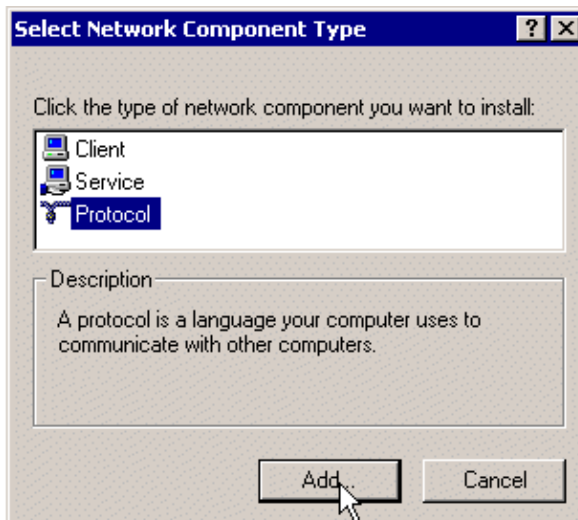 Select Network Component Type
Click the type of network component you want to install:
Client
Service
Protocol
Description
A protocol is a language your computer uses to
communicate with other computers.
Add...
Cancel